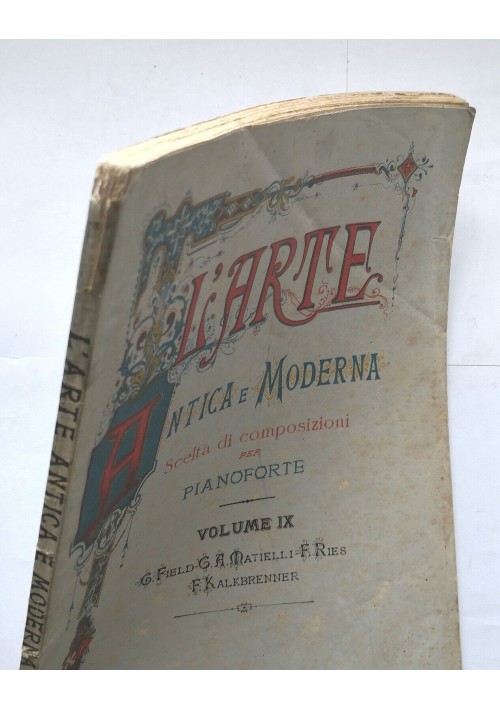 L'ARTE
ANTICA E MODERNA
Scelta di composizioni
PER
PIANOFORTE
VOLUME IX
G. FIELD - G. A. MATIELLI - F. RIES
F. KALKBRENNER
L'ARTE ANTICA E MODERNA